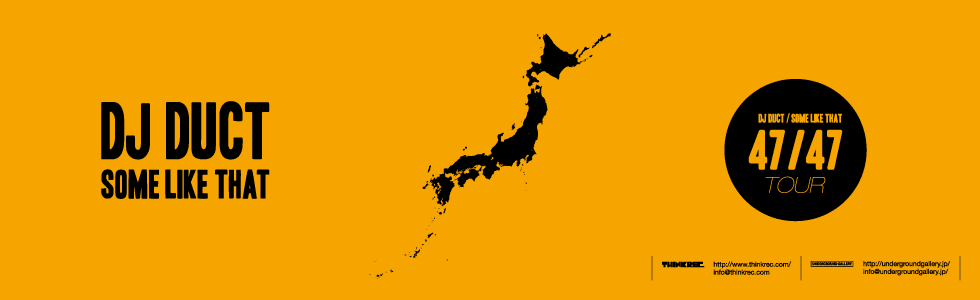 DJ DUCT
SOME LIKE THAT
DJ DUCT / SOME LIKE THAT
47/47
TOUR
THINKREC.
http://www.thinkrec.com/
info@thinkrec.com
UNDERGROUND GALLERY
http://undergroundgallery.jp/
info@undergroundgallery.jp/